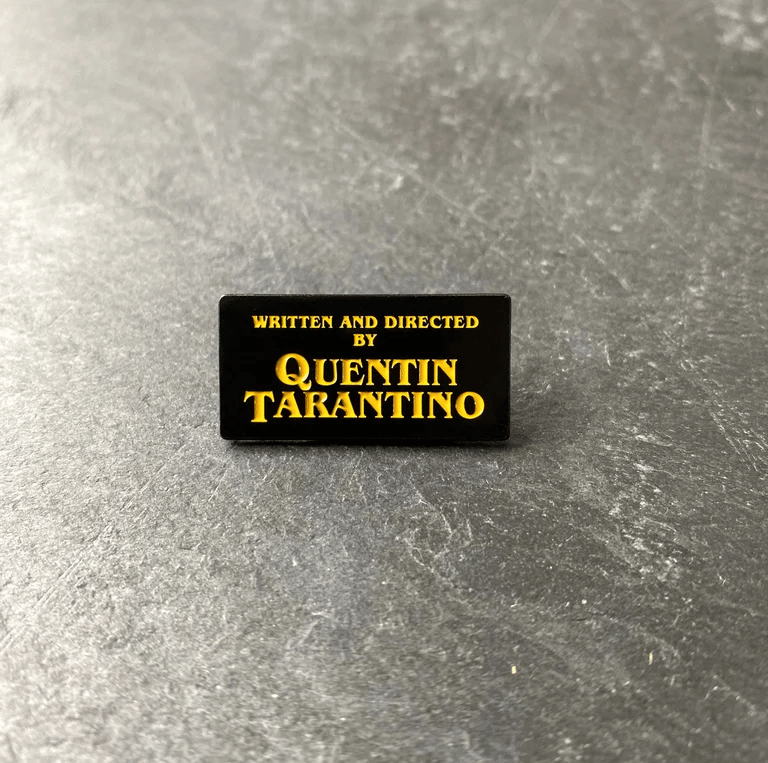 WRITTEN AND DIRECTED
BY
QUENTIN
TARANTINO